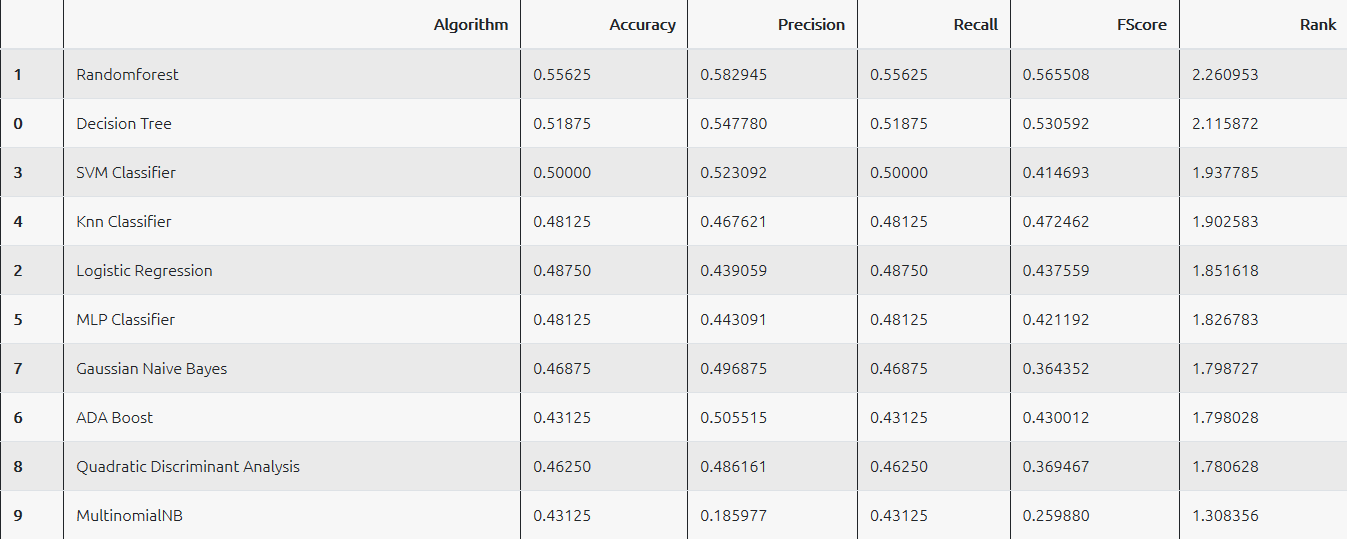 Algorithm Accuracy Precision Recall FScore Rank
1 Randomforest 0.55625 0.582945 0.55625 0.565508 2.260953
0 Decision Tree 0.51875 0.547780 0.51875 0.530592 2.115872
3 SVM Classifier 0.50000 0.523092 0.50000 0.414693 1.937785
4 Knn Classifier 0.48125 0.467621 0.48125 0.472462 1.902583
2 Logistic Regression 0.48750 0.439059 0.48750 0.437559 1.851618
5 MLP Classifier 0.48125 0.443091 0.48125 0.421192 1.826783
7 Gaussian Naive Bayes 0.46875 0.496875 0.46875 0.364352 1.798727
6 ADA Boost 0.43125 0.505515 0.43125 0.430012 1.798028
8 Quadratic Discriminant Analysis 0.46250 0.486161 0.46250 0.369467 1.780628
9 MultinomialNB 0.43125 0.185977 0.43125 0.259880 1.308356